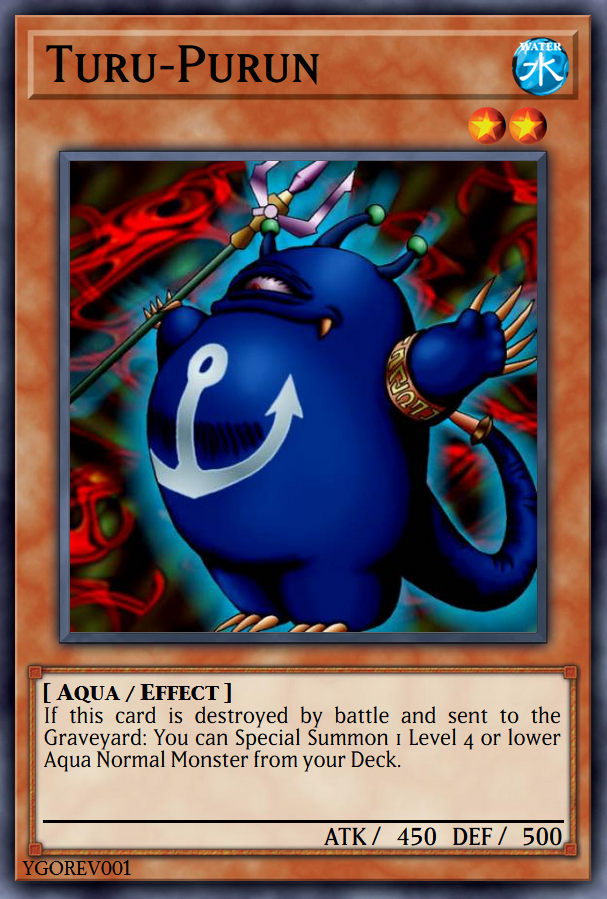 Turu-Purun
WATER
水
[ Aqua / Effect ]
If this card is destroyed by battle and sent to the
Graveyard: You can Special Summon 1 Level 4 or lower
Aqua Normal Monster from your Deck.
ATK / 450 DEF / 500
YGOREV001